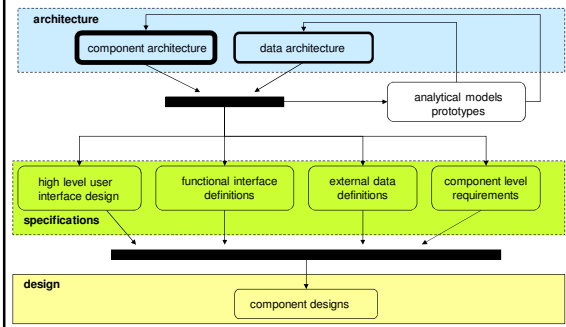 architecture
component architecture
data architecture
analytical models
prototypes
high level user
interface design
functional interface
definitions
external data
definitions
component level
requirements
specifications
design
component designs